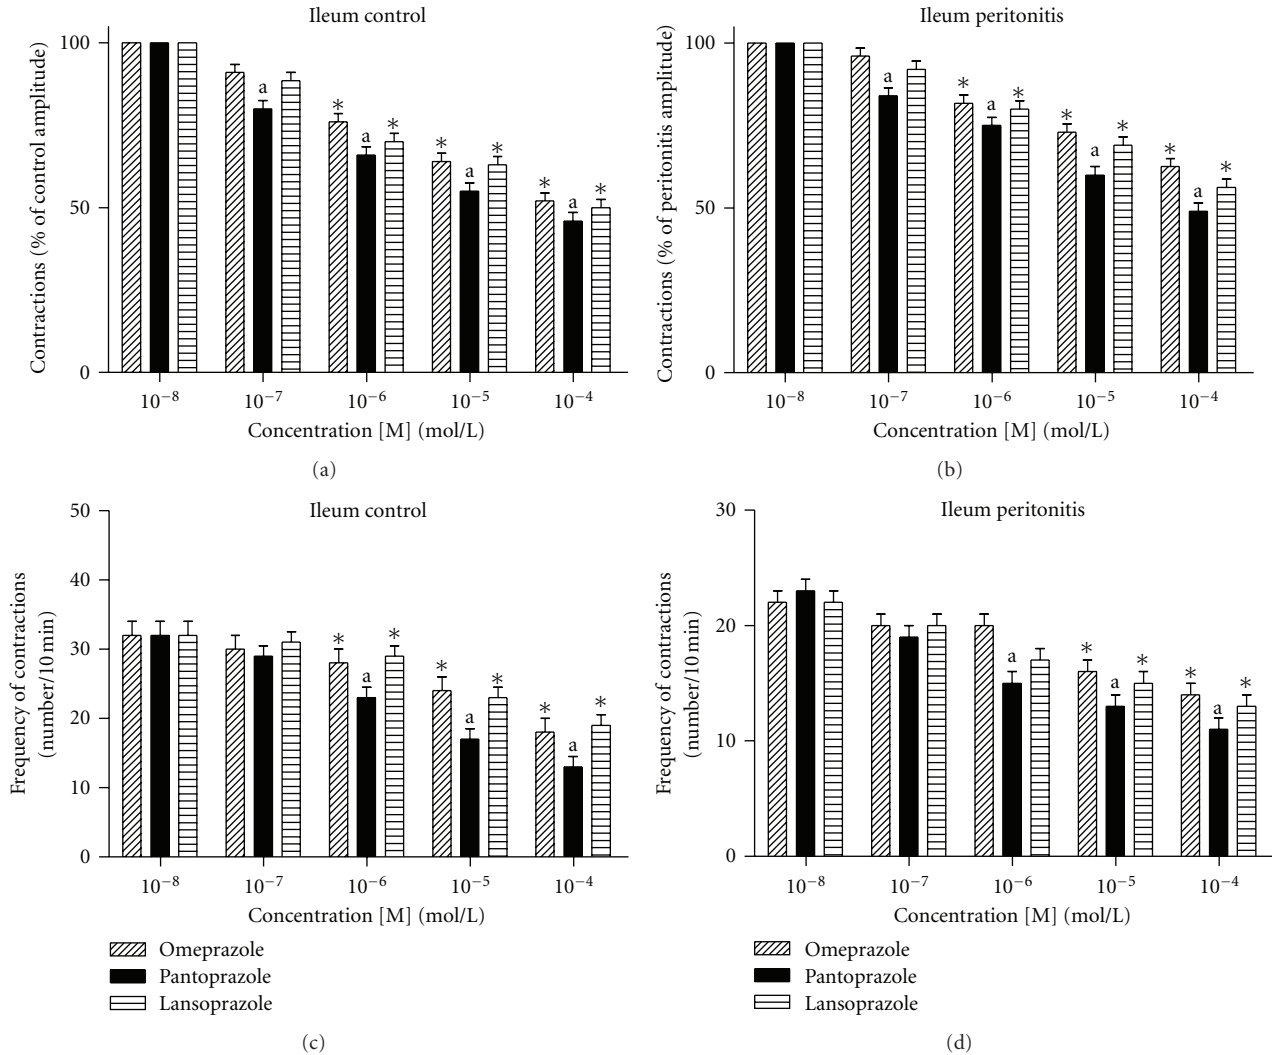 Ileum control
Contractions (% of control amplitude)
100
50
0
a
* a *
* a *
* a *
10⁻⁸ 10⁻⁷ 10⁻⁶ 10⁻⁵ 10⁻⁴
Concentration [M] (mol/L)
(a)
Ileum peritonitis
Contractions (% of peritonitis amplitude)
100
50
0
a
* a *
* a *
* a *
10⁻⁸ 10⁻⁷ 10⁻⁶ 10⁻⁵ 10⁻⁴
Concentration [M] (mol/L)
(b)
Ileum control
Frequency of contractions
(number/10 min)
50
40
30
20
10
0
* a *
* a *
* a *
10⁻⁸ 10⁻⁷ 10⁻⁶ 10⁻⁵ 10⁻⁴
Concentration [M] (mol/L)
Omeprazole
Pantoprazole
Lansoprazole
(c)
Ileum peritonitis
Frequency of contractions
(number/10 min)
30
20
10
0
a
* a *
* a *
10⁻⁸ 10⁻⁷ 10⁻⁶ 10⁻⁵ 10⁻⁴
Concentration [M] (mol/L)
Omeprazole
Pantoprazole
Lansoprazole
(d)